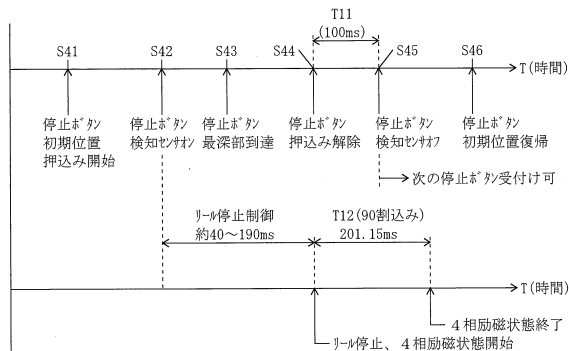 T11
(100ms)
S41
S42
S43
S44
S45
S46
T(時間)
停止ボタン
初期位置
押込み開始
停止ボタン
検知センサオン
停止ボタン
最深部到達
停止ボタン
押込み解除
停止ボタン
検知センサオフ
停止ボタン
初期位置復帰
次の停止ボタン受付け可
リール停止制御
約40～190ms
T12(90割込み)
201.15ms
T(時間)
4相励磁状態終了
リール停止、4相励磁状態開始